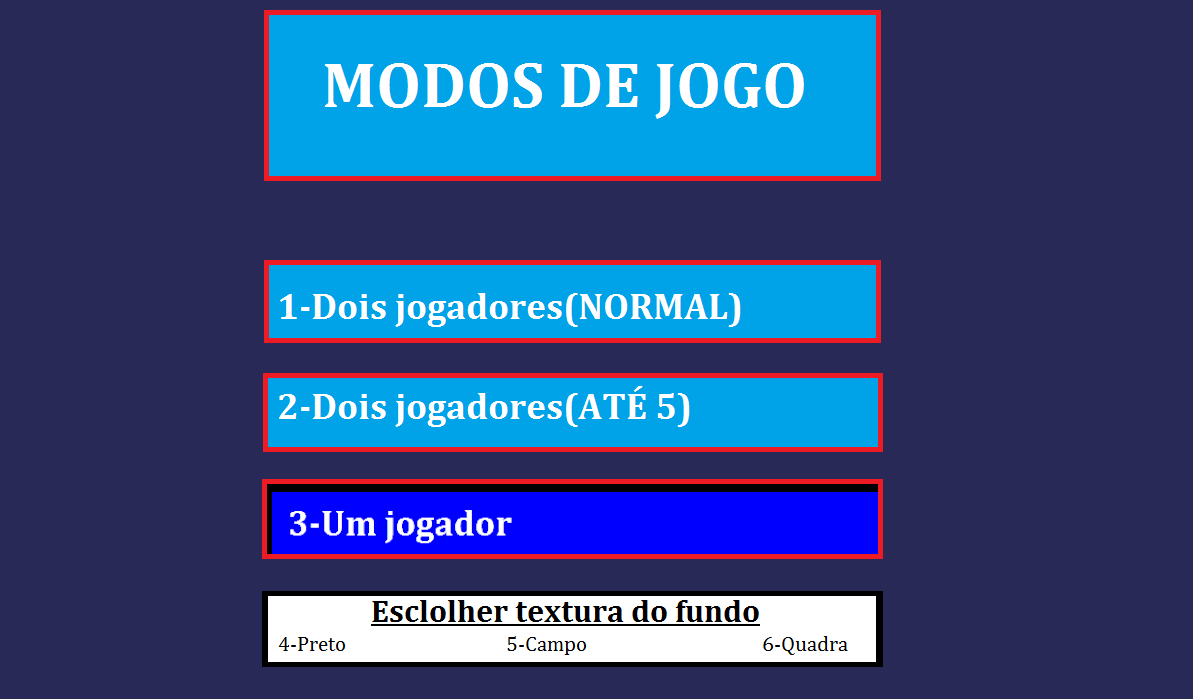 MODOS DE JOGO
1-Dois jogadores(NORMAL)
2-Dois jogadores(ATÉ 5)
3-Um jogador
Esclolher textura do fundo
4-Preto 5-Campo 6-Quadra